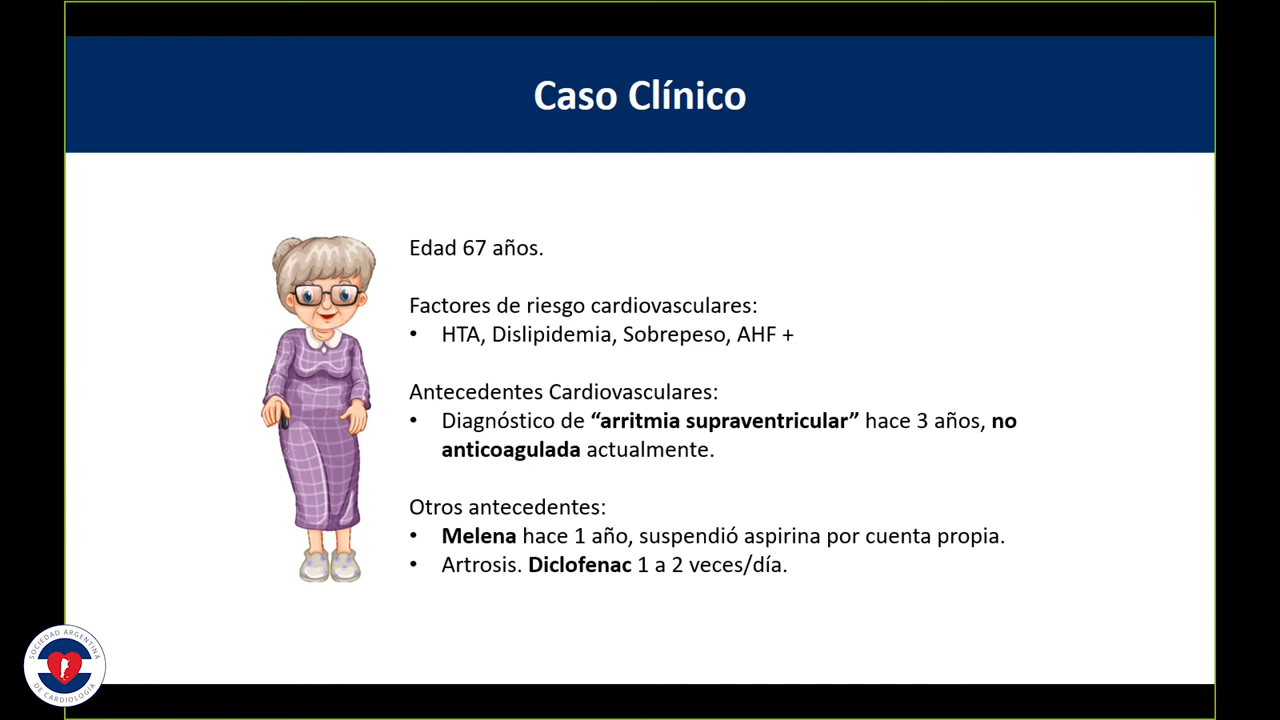 Caso Clínico
Edad 67 años.
Factores de riesgo cardiovasculares:
• HTA, Dislipidemia, Sobrepeso, AHF +
Antecedentes Cardiovasculares:
• Diagnóstico de “arritmia supraventricular” hace 3 años, no
anticoagulada actualmente.
Otros antecedentes:
• Melena hace 1 año, suspendió aspirina por cuenta propia.
• Artrosis. Diclofenac 1 a 2 veces/día.
SOCIEDAD ARGENTINA
DE CARDIOLOGÍA